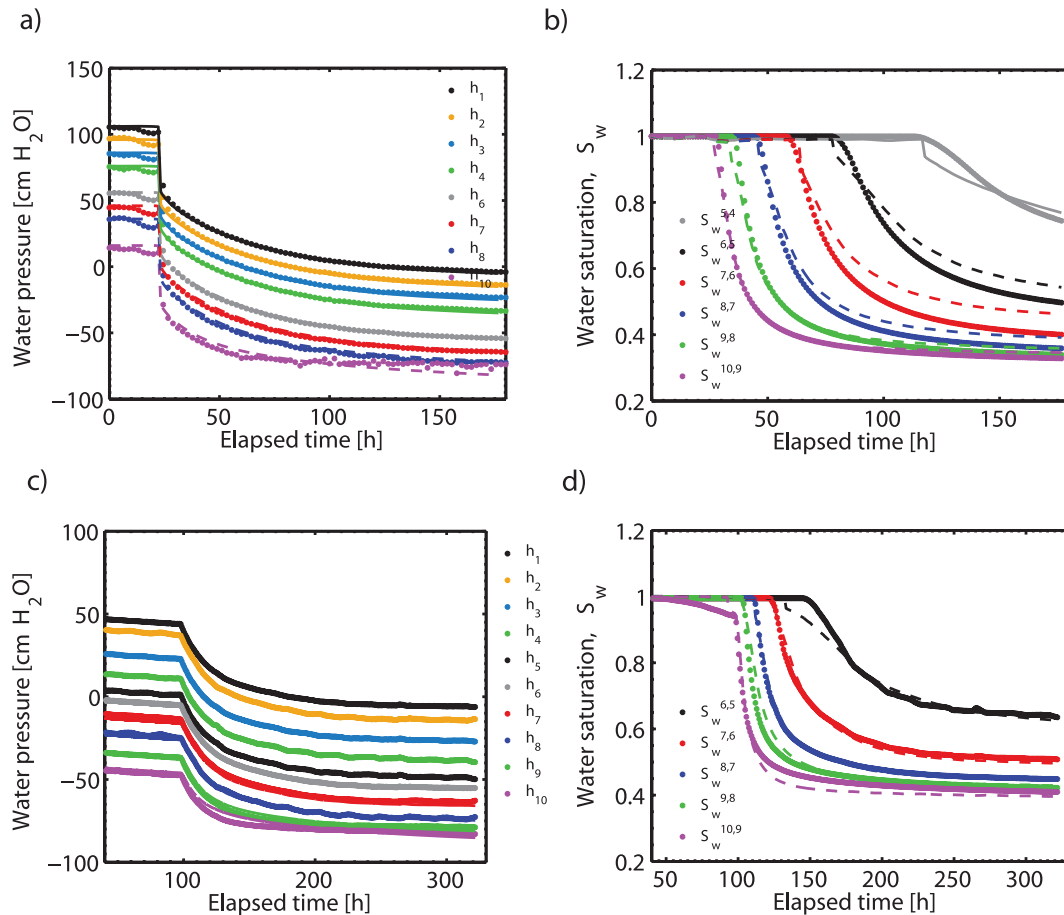 a)
Water pressure [cm H2O]
150
100
50
0
−50
−100
0
50
100
150
Elapsed time [h]
h1
h2
h3
h4
h6
h7
h8
h10
b)
Water saturation, Sw
1.2
1
0.8
0.6
0.4
0.2
0
50
100
150
Elapsed time [h]
Sw5,4
Sw6,5
Sw7,6
Sw8,7
Sw9,8
Sw10,9
c)
Water pressure [cm H2O]
100
50
0
−50
−100
100
200
300
Elapsed time [h]
h1
h2
h3
h4
h5
h6
h7
h8
h9
h10
d)
Water saturation, Sw
1.2
1
0.8
0.6
0.4
0.2
50
100
150
200
250
300
Elapsed time [h]
Sw6,5
Sw7,6
Sw8,7
Sw9,8
Sw10,9